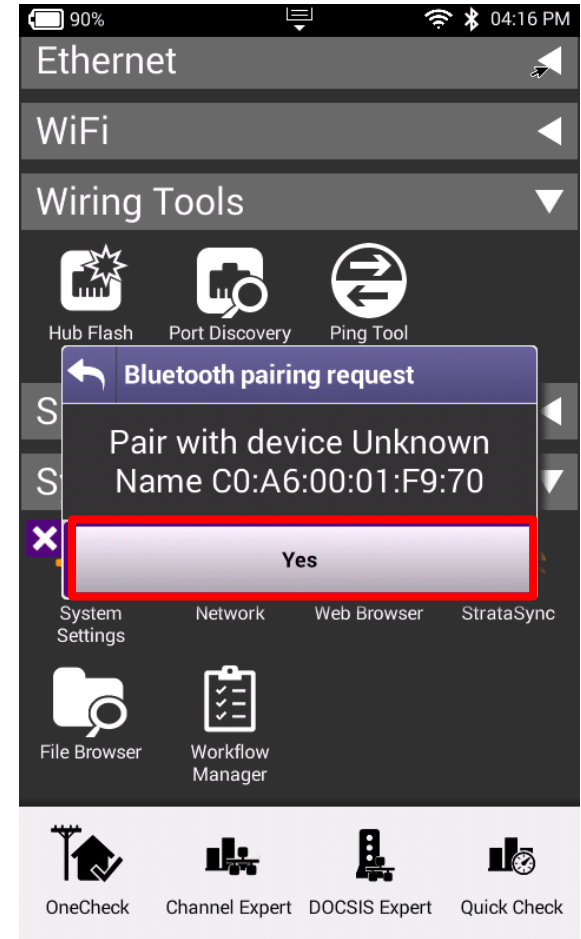 90%
04:16 PM
Ethernet
WiFi
Wiring Tools
Hub Flash
Port Discovery
Ping Tool
Bluetooth pairing request
Pair with device Unknown
Name C0:A6:00:01:F9:70
Yes
System
Settings
Network
Web Browser
StrataSync
File Browser
Workflow
Manager
OneCheck
Channel Expert
DOCSIS Expert
Quick Check